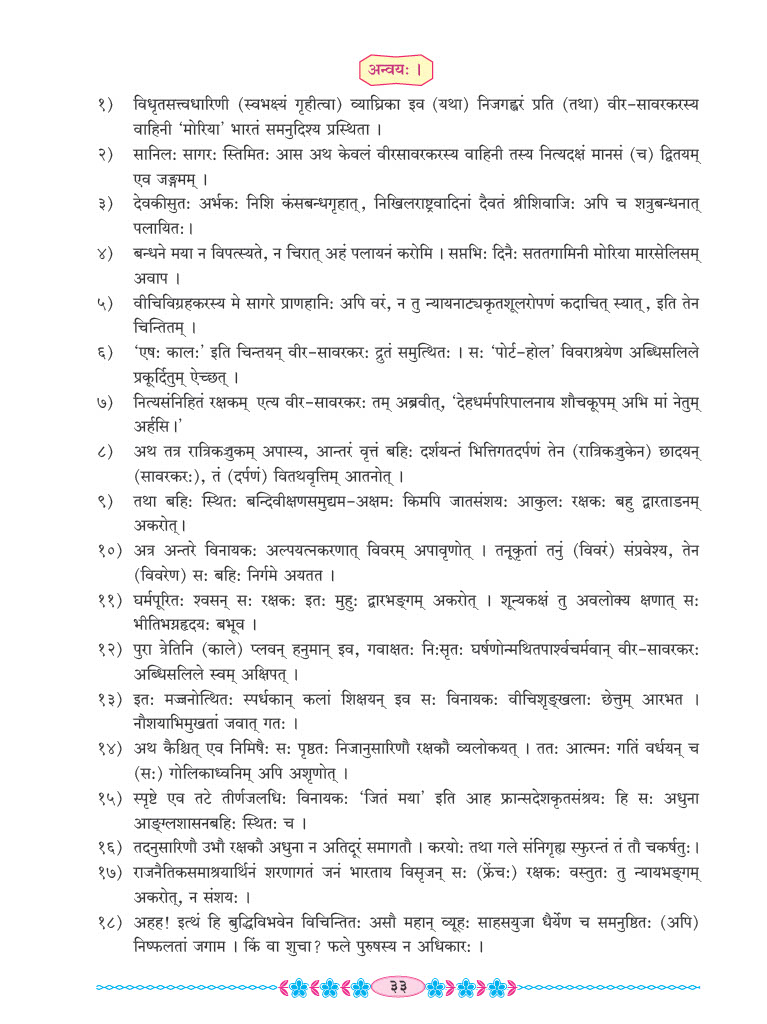 अन्वयः ।
१) विधृतसत्त्वधारिणी (स्वभक्ष्यं गृहीत्वा) व्याघ्रिका इव (यथा) निजगह्वरं प्रति (तथा) वीर-सावरकरस्य
वाहिनी ‘मोरिया’ भारतं समनुदिश्य प्रस्थिता ।
२) सानिलः सागरः स्तिमितः आस अथ केवलं वीरसावरकरस्य वाहिनी तस्य नित्यदक्षं मानसं (च) द्वितयम्
एव जङ्गमम् ।
३) देवकीसुतः अर्भकः निशि कंसबन्धगृहात्, निखिलराष्ट्रवादिनां दैवतं श्रीशिवाजिः अपि च शत्रुबन्धनात्
पलायितः।
४) बन्धने मया न विपत्स्यते, न चिरात् अहं पलायनं करोमि । सप्तभिः दिनैः सततगामिनी मोरिया मारसेलिसम्
अवाप ।
५) वीचिविग्रहकरस्य मे सागरे प्राणहानिः अपि वरं, न तु न्यायनाट्यकृतशूलरोपणं कदाचित् स्यात्, इति तेन
चिन्तितम् ।
६) ‘एषः कालः’ इति चिन्तयन् वीर-सावरकरः द्रुतं समुत्थितः । सः ‘पोर्ट-होल’ विवराश्रयेण अब्धिसलिले
प्रकूर्दितुम् ऐच्छत् ।
७) नित्यसंनिहितं रक्षकम् एत्य वीर-सावरकरः तम् अब्रवीत्, ‘देहधर्मपरिपालनाय शौचकूपम् अभि मां नेतुम्
अर्हसि।’
८) अथ तत्र रात्रिकञ्चुकम् अपास्य, आन्तरं वृत्तं बहिः दर्शयन्तं भित्तिगतदर्पणं तेन (रात्रिकञ्चुकेन) छादयन्
(सावरकरः), तं (दर्पणं) वितथवृत्तिम् आतनोत् ।
९) तथा बहिः स्थितः बन्दिवीक्षणसमुद्यम-अक्षमः किमपि जातसंशयः आकुलः रक्षकः बहु द्वारताडनम्
अकरोत्।
१०) अत्र अन्तरे विनायकः अल्पयत्नकरणात् विवरम् अपावृणोत् । तनूकृतां तनुं (विवरं) संप्रवेश्य, तेन
(विवरेण) सः बहिः निर्गमे अयतत ।
११) घर्मपूरितः श्वसन् सः रक्षकः इतः मुहुः द्वारभङ्गम् अकरोत् । शून्यकक्षं तु अवलोक्य क्षणात् सः
भीतिभग्नहृदयः बभूव ।
१२) पुरा त्रेतिनि (काले) प्लवन् हनुमान् इव, गवाक्षतः निःसृतः घर्षणोन्मथितपार्श्वचर्मवान् वीर-सावरकरः
अब्धिसलिले स्वम् अक्षिपत् ।
१३) इतः मज्जनोत्थितः स्पर्धकान् कलां शिक्षयन् इव सः विनायकः वीचिशृङ्खलाः छेत्तुम् आरभत ।
नौशयाभिमुखतां जवात् गतः ।
१४) अथ कैश्चित् एव निमिषैः सः पृष्ठतः निजानुसारिणौ रक्षकौ व्यलोकयत् । ततः आत्मनः गतिं वर्धयन् च
(सः) गोलिकाध्वनिम् अपि अशृणोत् ।
१५) स्पृष्टे एव तटे तीर्णजलधिः विनायकः ‘जितं मया’ इति आह फ्रान्सदेशकृतसंश्रयः हि सः अधुना
आङ्ग्लशासनबहिः स्थितः च ।
१६) तदनुसारिणौ उभौ रक्षकौ अधुना न अतिदूरं समागतौ । करयोः तथा गले संनिगृह्य स्फुरन्तं तं तौ चकर्षतुः।
१७) राजनैतिकसमाश्रयार्थिनं शरणागतं जनं भारताय विसृजन् सः (फ्रेंचः) रक्षकः वस्तुतः तु न्यायभङ्गम्
अकरोत्, न संशयः ।
१८) अहह! इत्थं हि बुद्धिविभवेन विचिन्तितः असौ महान् व्यूहः साहसयुजा धैर्येण च समनुष्ठितः (अपि)
निष्फलतां जगाम । किं वा शुचा? फले पुरुषस्य न अधिकारः ।
३३